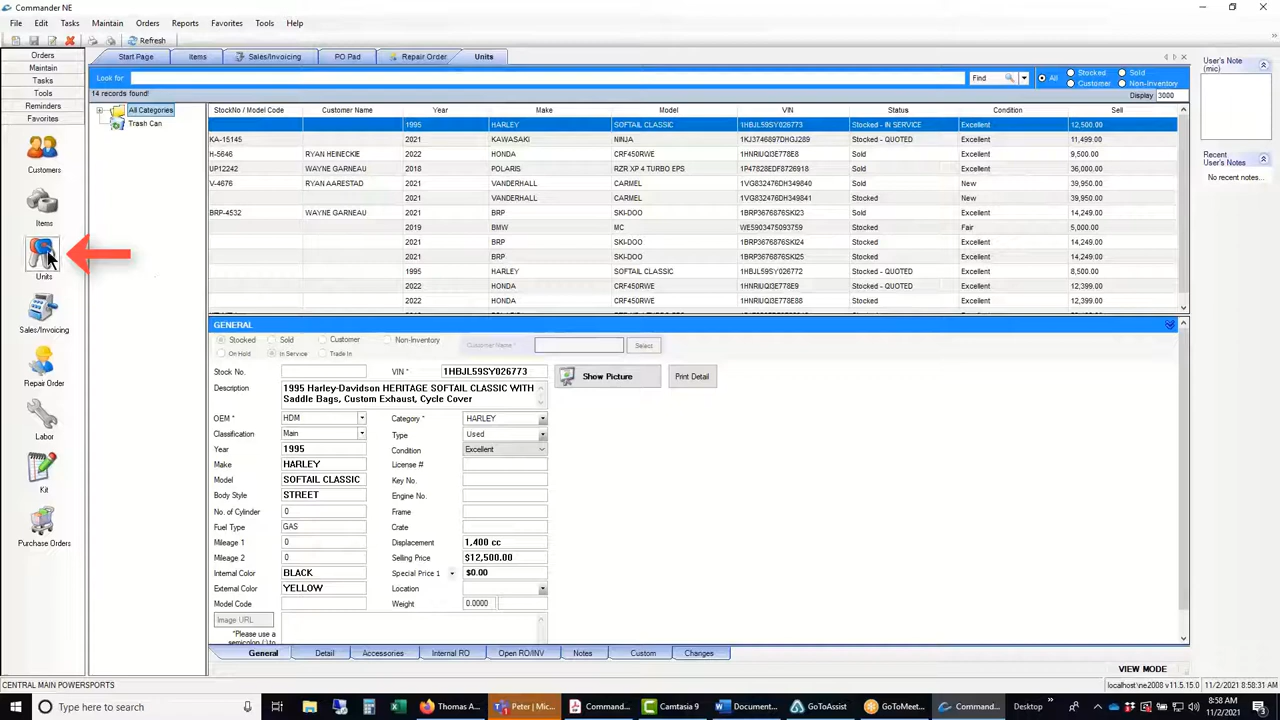 Commander NE
File Edit Tasks Maintain Orders Reports Favorites Tools Help
Refresh
Orders
Maintain
Tasks
Tools
Reminders
Favorites
Customers
Items
Units
Sales/Invoicing
Repair Order
Labor
Kit
Purchase Orders
Start Page Items Sales/Invoicing PO Pad Repair Order Units
Look for Find All Stocked Sold Customer Non-Inventory
14 records found! Display 3000
All Categories
Trash Can
StockNo / Model Code Customer Name Year Make Model VIN Status Condition Sell
1995 HARLEY SOFTAIL CLASSIC 1HBJL59SY026773 Stocked - IN SERVICE Excellent 12,500.00
KA-15145 2021 KAWASAKI NINJA 1KJ3746897DHGJ289 Stocked - QUOTED Excellent 11,499.00
H-5646 RYAN HEINECKIE 2022 HONDA CRF450RWE 1HNRIUQI3E778E8 Sold Excellent 9,500.00
UP12242 WAYNE GARNEAU 2018 POLARIS RZR XP 4 TURBO EPS 1P47828EDF8726918 Sold Excellent 36,000.00
V-4676 RYAN AARESTAD 2021 VANDERHALL CARMEL 1VG832476DH349840 Sold New 39,950.00
2021 VANDERHALL CARMEL 1VG832476DH349841 Stocked New 39,950.00
BRP-4532 WAYNE GARNEAU 2021 BRP SKI-DOO 1BRP3676876SKI23 Sold Excellent 14,249.00
2019 BMW MC WE5903475093759 Stocked Fair 5,000.00
2021 BRP SKI-DOO 1BRP3676876SKI24 Stocked Excellent 14,249.00
2021 BRP SKI-DOO 1BRP3676876SKI25 Stocked Excellent 14,249.00
1995 HARLEY SOFTAIL CLASSIC 1HBJL59SY026772 Stocked - QUOTED Excellent 8,500.00
2022 HONDA CRF450RWE 1HNRIUQI3E778E9 Stocked - QUOTED Excellent 12,399.00
2022 HONDA CRF450RWE 1HNRIUQI3E77E88 Stocked Excellent 12,399.00
GENERAL
Stocked Sold Customer Non-Inventory Customer Name * Select
On Hold In Service Trade In
Stock No. VIN * 1HBJL59SY026773 Show Picture Print Detail
Description 1995 Harley-Davidson HERITAGE SOFTAIL CLASSIC WITH
Saddle Bags, Custom Exhaust, Cycle Cover
OEM * HDM Category * HARLEY
Classification Main Type Used
Year 1995 Condition Excellent
Make HARLEY License #
Model SOFTAIL CLASSIC Key No.
Body Style STREET Engine No.
No. of Cylinder 0 Frame
Fuel Type GAS Crate
Mileage 1 0 Displacement 1,400 cc
Mileage 2 0 Selling Price $12,500.00
Internal Color BLACK Special Price 1 $0.00
External Color YELLOW Location
Model Code Weight 0.0000
Image URL
*Please use a
semicolon (;) to
General Detail Accessories Internal RO Open RO/INV Notes Custom Changes
VIEW MODE
User's Note
(mic)
Recent
User's Notes
No recent notes...
CENTRAL MAIN POWERSPORTS localhost\ne2008 v11.5.15.0 11/2/2021 8:58:31 AM
Type here to search Thomas A... Peter | Mic... Command... Camtasia 9 Document... GoToAssist GoToMeet... Command... Desktop 8:58 AM
11/2/2021